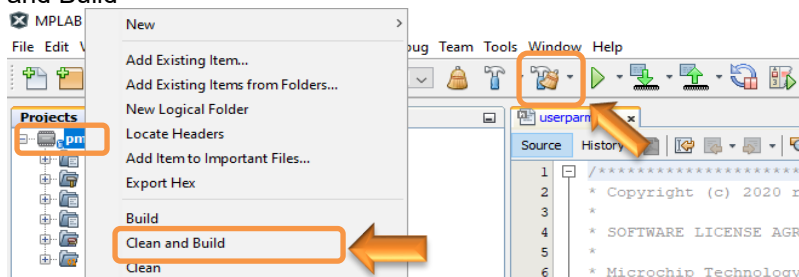 and Build
MPLAB
File Edit
bug Team Tools Window Help
New
Add Existing Item...
Add Existing Items from Folders...
New Logical Folder
Locate Headers
Add Item to Important Files...
Export Hex
Build
Clean and Build
Clean
Projects
pm
userparm
Source History
1 /**********************
2 * Copyright (c) 2020 r
3 *
4 * SOFTWARE LICENSE AGR
5 *
6 * Microchip Technology